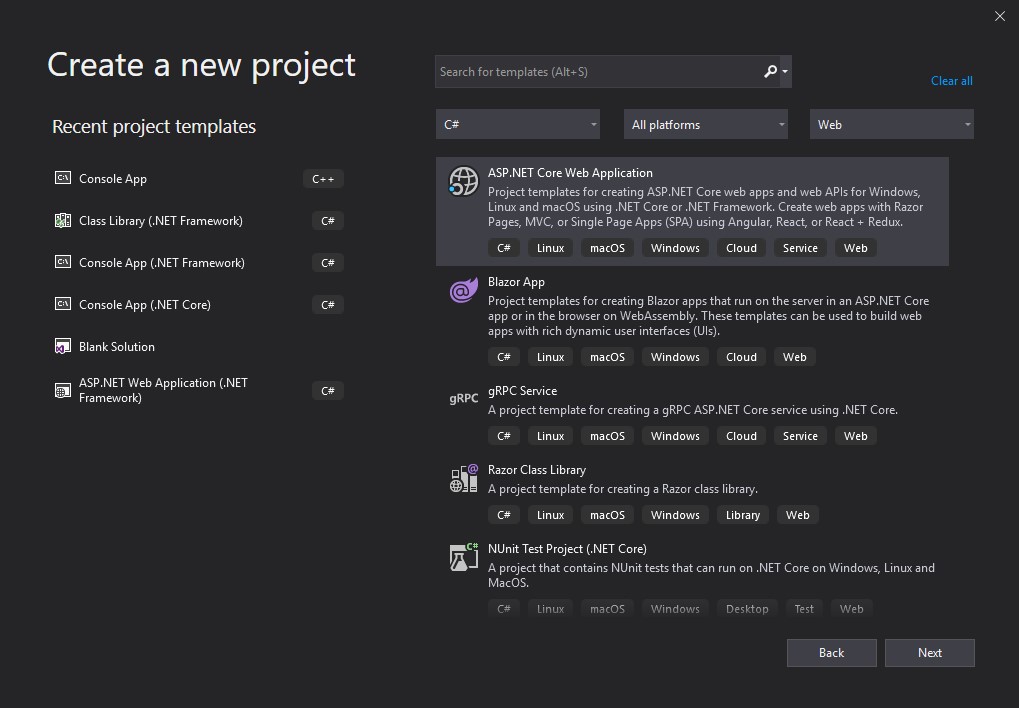 Create a new project
Search for templates (Alt+S)
Clear all
C#
All platforms
Web
Recent project templates
Console App
C++
Class Library (.NET Framework)
C#
Console App (.NET Framework)
C#
Console App (.NET Core)
C#
Blank Solution
ASP.NET Web Application (.NET
Framework)
C#
ASP.NET Core Web Application
Project templates for creating ASP.NET Core web apps and web APIs for Windows,
Linux and macOS using .NET Core or .NET Framework. Create web apps with Razor
Pages, MVC, or Single Page Apps (SPA) using Angular, React, or React + Redux.
C# Linux macOS Windows Cloud Service Web
Blazor App
Project templates for creating Blazor apps that run on the server in an ASP.NET Core
app or in the browser on WebAssembly. These templates can be used to build web
apps with rich dynamic user interfaces (UIs).
C# Linux macOS Windows Cloud Web
gRPC
gRPC Service
A project template for creating a gRPC ASP.NET Core service using .NET Core.
C# Linux macOS Windows Cloud Service Web
Razor Class Library
A project template for creating a Razor class library.
C# Linux macOS Windows Library Web
C#
NUnit Test Project (.NET Core)
A project that contains NUnit tests that can run on .NET Core on Windows, Linux and
MacOS.
C# Linux macOS Windows Desktop Test Web
Back
Next